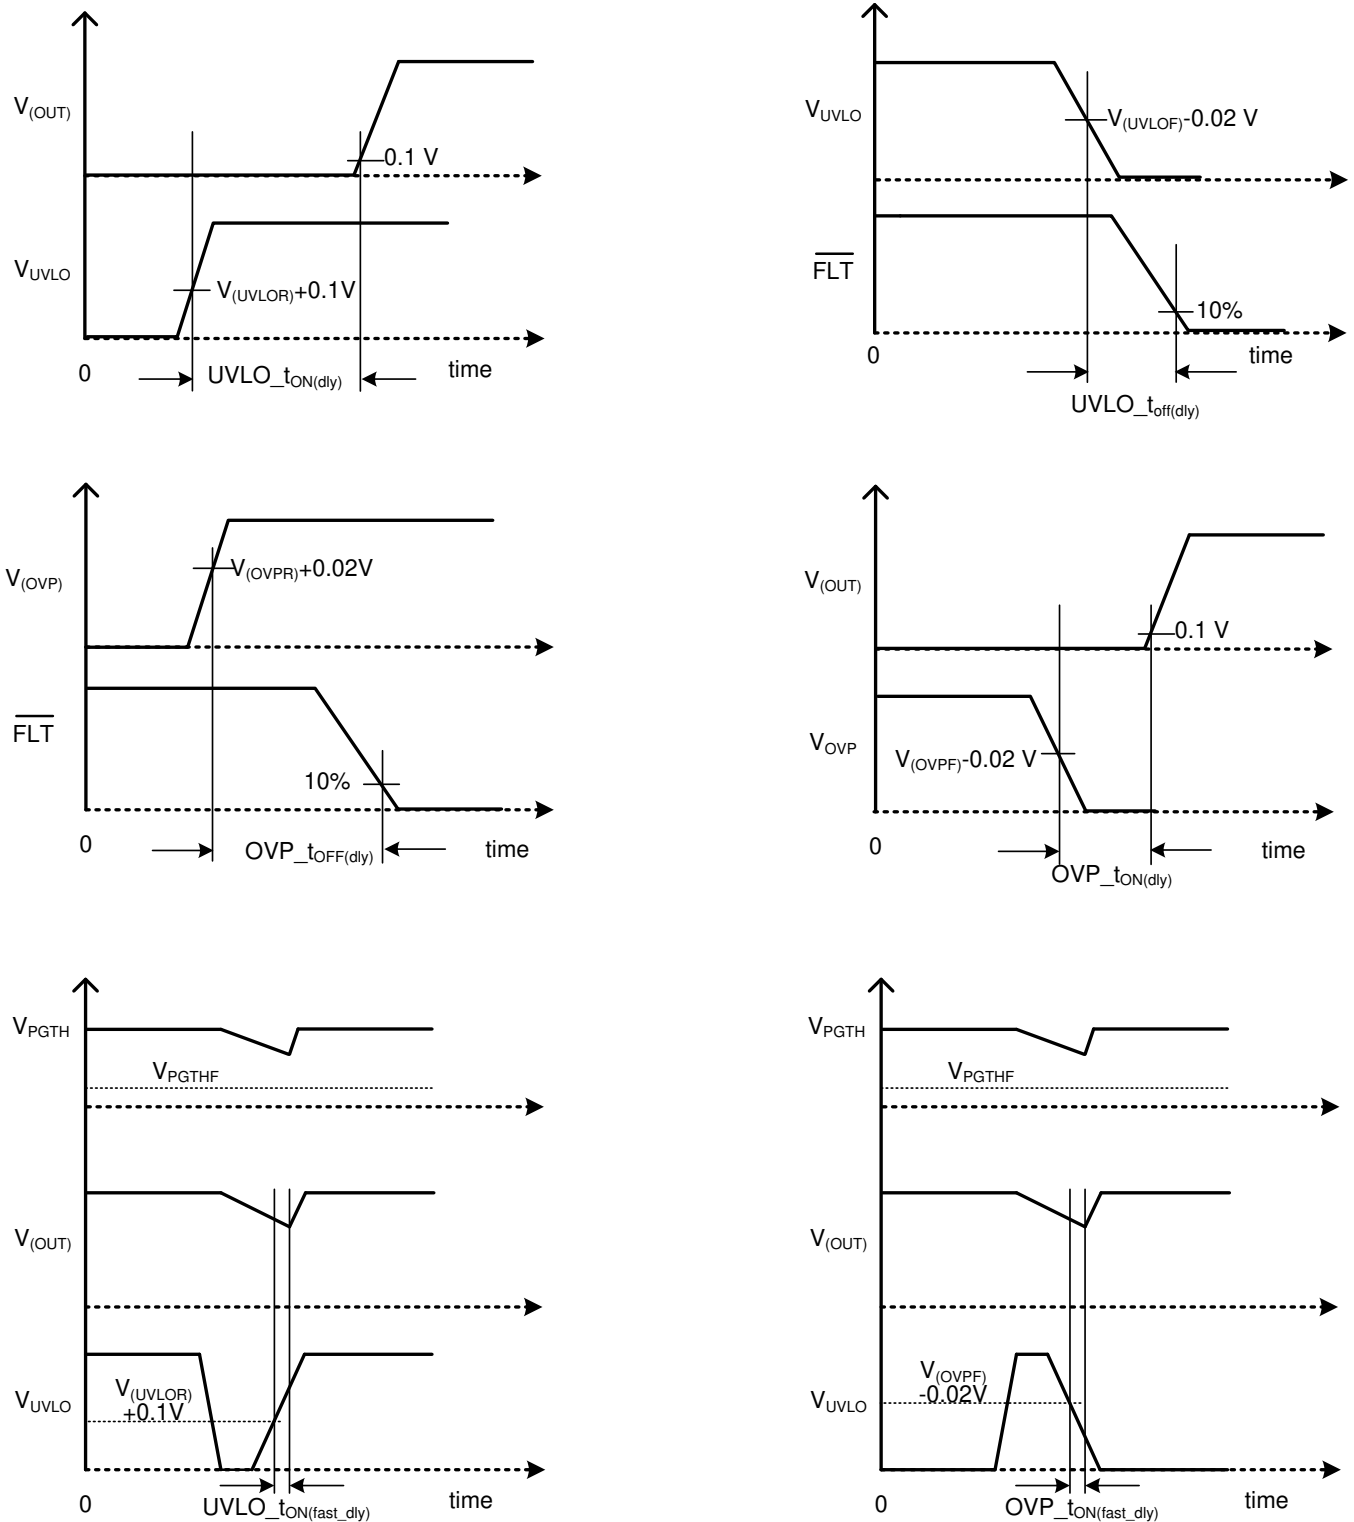 V(OUT)
0.1 V
VUVLO
V(UVLOR)+0.1V
0
UVLO_tON(dly)
time
VUVLO
V(UVLOF)-0.02 V
FLT
10%
0
time
UVLO_toff(dly)
V(OVP)
V(OVPR)+0.02V
FLT
10%
0
OVP_tOFF(dly)
time
V(OUT)
0.1 V
VOVP
V(OVPF)-0.02 V
0
time
OVP_tON(dly)
VPGTH
VPGTHF
V(OUT)
VUVLO
V(UVLOR)
+0.1V
0
UVLO_tON(fast_dly)
time
VPGTH
VPGTHF
V(OUT)
VUVLO
V(OVPF)
-0.02V
0
OVP_tON(fast_dly)
time